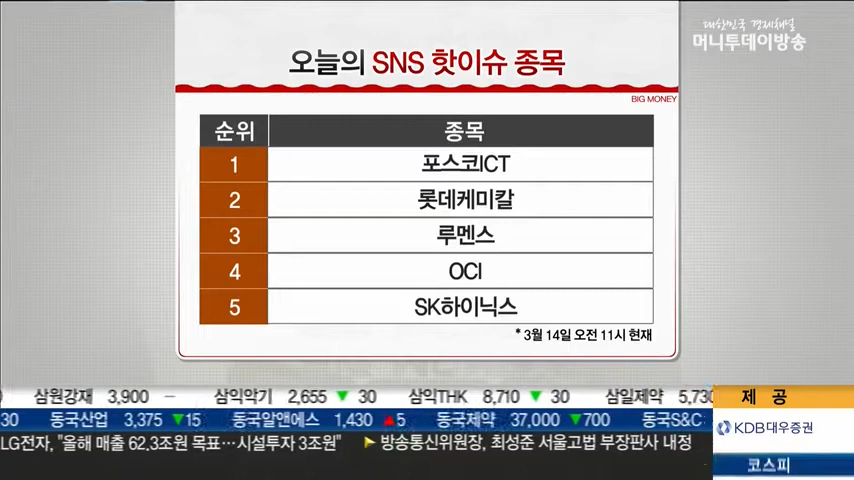 대한민국 경제채널
머니투데이방송
오늘의 SNS 핫이슈 종목
BIG MONEY
순위 종목
1 포스코ICT
2 롯데케미칼
3 루멘스
4 OCI
5 SK하이닉스
* 3월 14일 오전 11시 현재
삼원강재 3,900 – 삼익악기 2,655 ▼ 30 삼익THK 8,710 ▼ 30 삼일제약 5,730
30 동국산업 3,375 ▼15 동국알앤에스 1,430 ▲5 동국제약 37,000 ▼700 동국S&C
LG전자, "올해 매출 62.3조원 목표…시설투자 3조원" ▶ 방송통신위원장, 최성준 서울고법 부장판사 내정
제 공
KDB대우증권
코스피